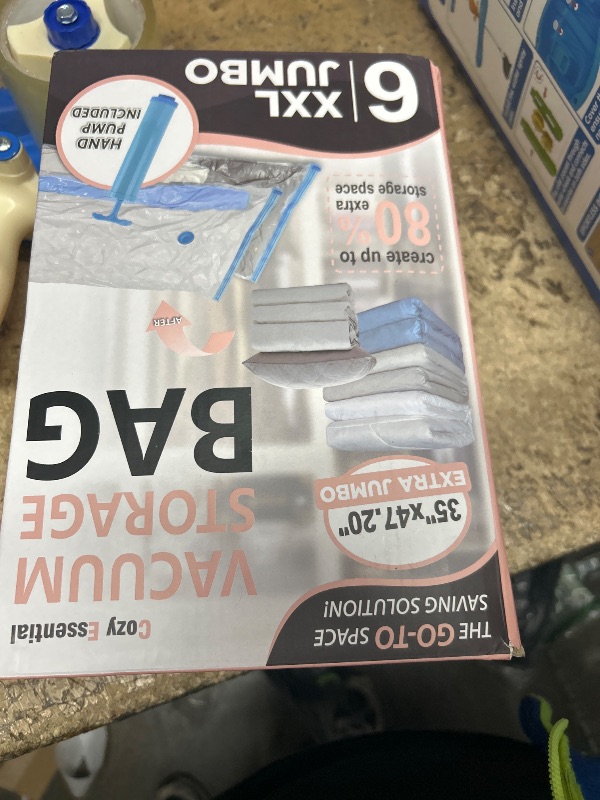 Cozy Essential
VACUUM
STORAGE
BAG
THE GO-TO SPACE
SAVING SOLUTION!
35"x47.20"
EXTRA JUMBO
AFTER
create up to
80%
extra
storage space
HAND
PUMP
INCLUDED
6 XXL
JUMBO